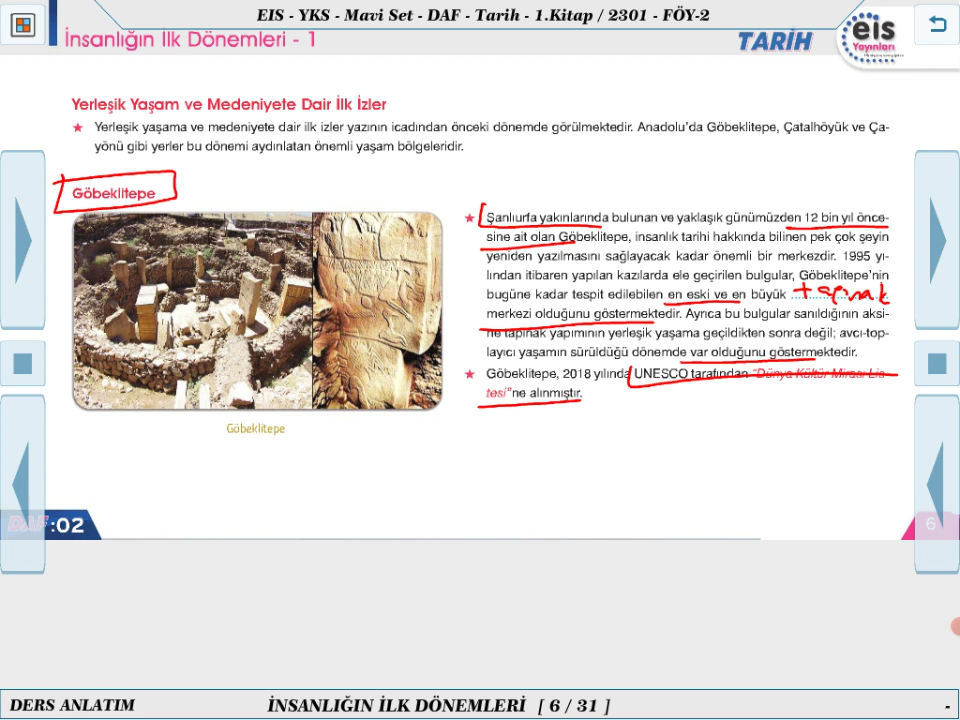 EIS - YKS - Mavi Set - DAF - Tarih - 1.Kitap / 2301 - FÖY-2
İnsanlığın İlk Dönemleri - 1
TARİH
eis
Yayınları
Yerleşik Yaşam ve Medeniyete Dair İlk İzler
★ Yerleşik yaşama ve medeniyete dair ilk izler yazının icadından önceki dönemde görülmektedir. Anadolu'da Göbeklitepe, Çatalhöyük ve Ça-
yönü gibi yerler bu dönemi aydınlatan önemli yaşam bölgeleridir.
Göbeklitepe
★ Şanlıurfa yakınlarında bulunan ve yaklaşık günümüzden 12 bin yıl önce-
sine ait olan Göbeklitepe, insanlık tarihi hakkında bilinen pek çok şeyin
yeniden yazılmasını sağlayacak kadar önemli bir merkezdir. 1995 yı-
lından itibaren yapılan kazılarda ele geçirilen bulgular, Göbeklitepe'nin
bugüne kadar tespit edilebilen en eski ve en büyük tapınak
merkezi olduğunu göstermektedir. Ayrıca bu bulgular sanıldığının aksi-
ne tapınak yapımının yerleşik yaşama geçildikten sonra değil; avcı-top-
layıcı yaşamın sürüldüğü dönemde var olduğunu göstermektedir.
★ Göbeklitepe, 2018 yılında UNESCO tarafından "Dünya Kültür Mirası Lis-
tesi"ne alınmıştır.
Göbeklitepe
DAF:02
6
DERS ANLATIM
İNSANLIĞIN İLK DÖNEMLERİ [ 6 / 31 ]
-